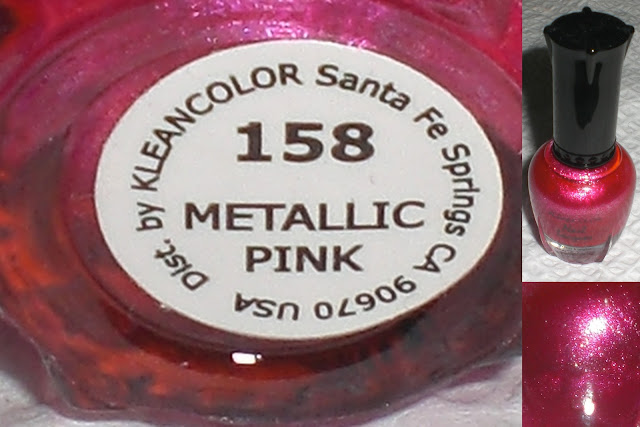 Dist. by KLEANCOLOR Santa Fe Springs CA 90670 USA
158
METALLIC
PINK